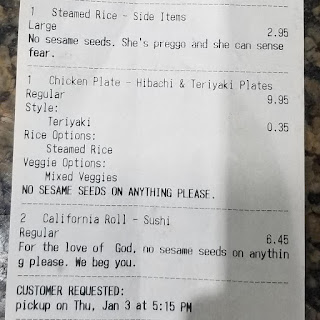 1 Steamed Rice - Side Items
Large 2.95
No sesame seeds. She's preggo and she can sense
fear.
1 Chicken Plate - Hibachi & Teriyaki Plates
Regular 9.95
Style:
Teriyaki 0.35
Rice Options:
Steamed Rice
Veggie Options:
Mixed Veggies
NO SESAME SEEDS ON ANYTHING PLEASE.
2 California Roll - Sushi
Regular 6.45
For the love of God, no sesame seeds on anythin
g please. We beg you.
CUSTOMER REQUESTED:
pickup on Thu, Jan 3 at 5:15 PM